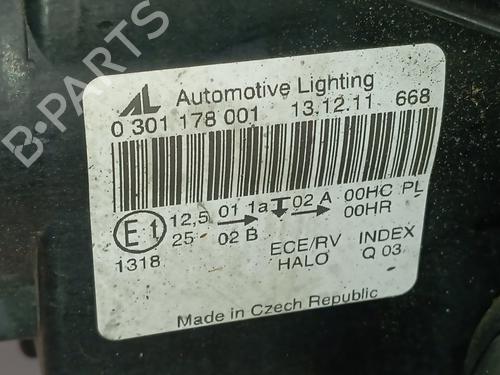 B-PARTS
AL Automotive Lighting
0 301 178 001 13.12.11 668
E1 12,5 01 1a 02 A 00HC PL
25 → 02 B → 00HR
1318 ECE/RV INDEX
HALO Q 03
Made in Czech Republic